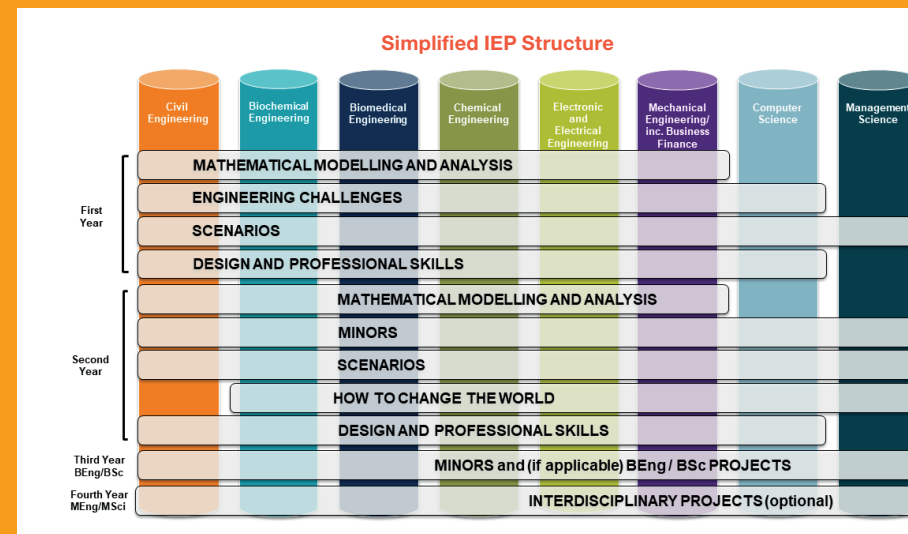 Simplified IEP Structure
Civil
Engineering
Biochemical
Engineering
Biomedical
Engineering
Chemical
Engineering
Electronic
and
Electrical
Engineering
Mechanical
Engineering/
inc. Business
Finance
Computer
Science
Management
Science
First
Year
MATHEMATICAL MODELLING AND ANALYSIS
ENGINEERING CHALLENGES
SCENARIOS
DESIGN AND PROFESSIONAL SKILLS
Second
Year
MATHEMATICAL MODELLING AND ANALYSIS
MINORS
SCENARIOS
HOW TO CHANGE THE WORLD
DESIGN AND PROFESSIONAL SKILLS
Third Year
BEng/BSc
MINORS and (if applicable) BEng / BSc PROJECTS
Fourth Year
MEng/MSci
INTERDISCIPLINARY PROJECTS (optional)